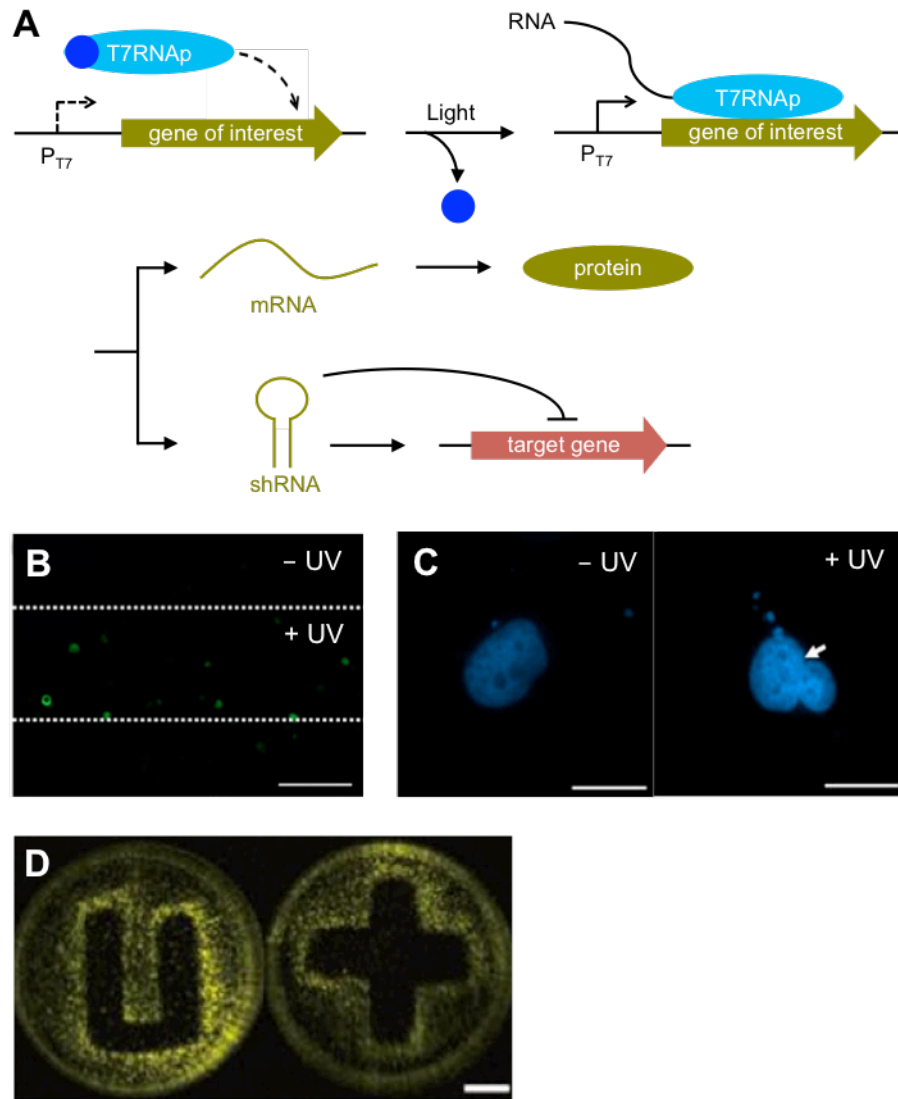 A
T7RNAp
RNA
T7RNAp
gene of interest
Light
gene of interest
PT7
PT7
mRNA
protein
shRNA
target gene
B
– UV
+ UV
C
– UV
+ UV
D
U